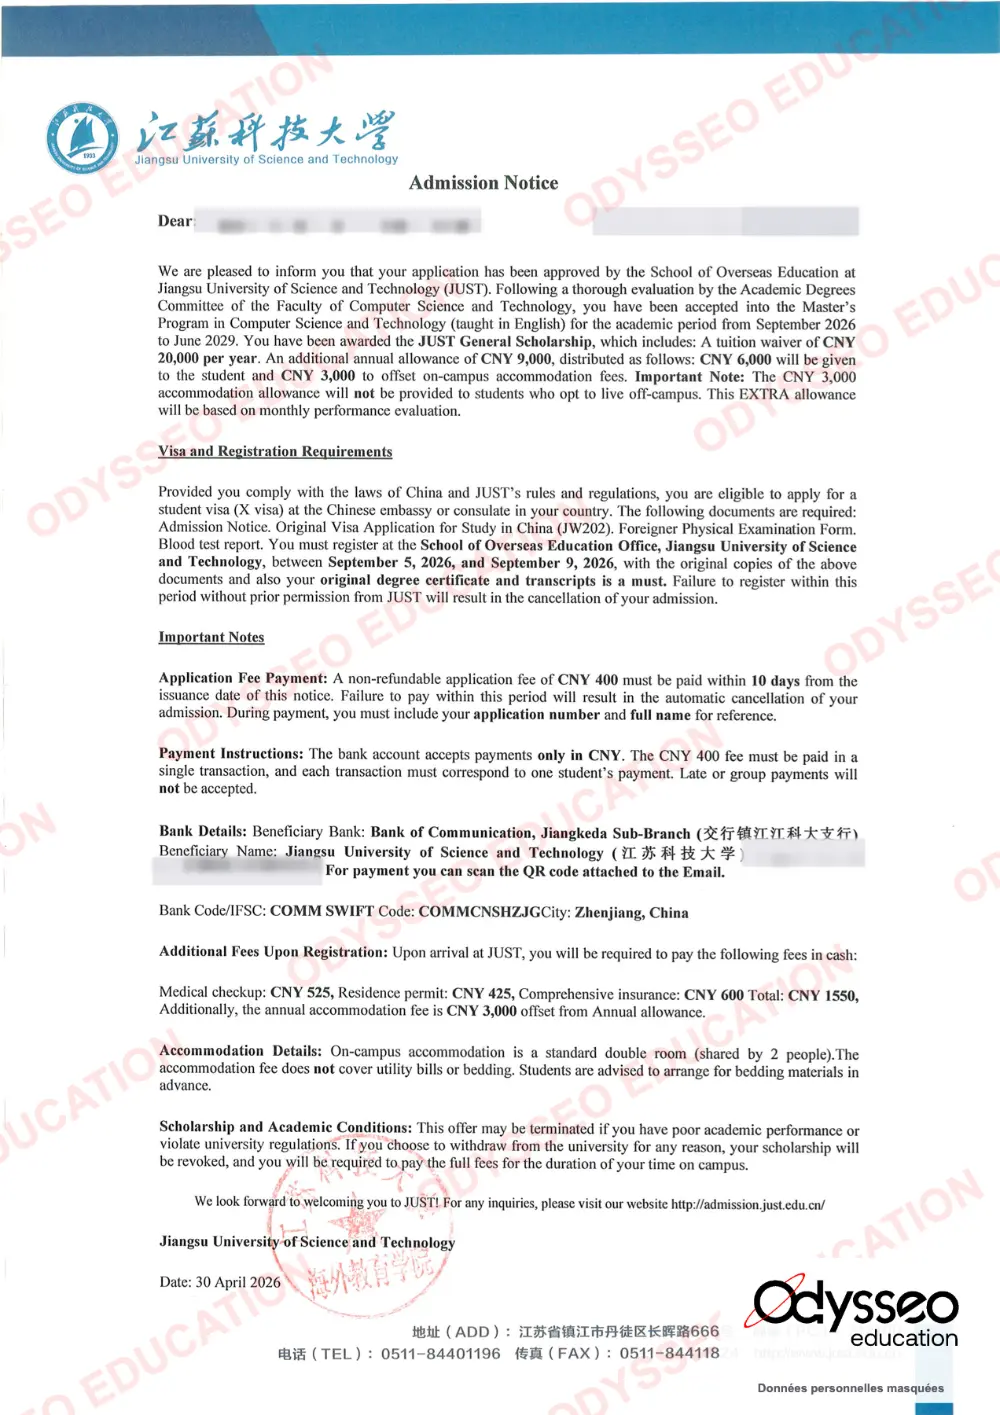 江蘇科技大学
Jiangsu University of Science and Technology
1933
Admission Notice
Dear:
We are pleased to inform you that your application has been approved by the School of Overseas Education at
Jiangsu University of Science and Technology (JUST). Following a thorough evaluation by the Academic Degrees
Committee of the Faculty of Computer Science and Technology, you have been accepted into the Master's
Program in Computer Science and Technology (taught in English) for the academic period from September 2026
to June 2029. You have been awarded the JUST General Scholarship, which includes: A tuition waiver of CNY
20,000 per year. An additional annual allowance of CNY 9,000, distributed as follows: CNY 6,000 will be given
to the student and CNY 3,000 to offset on-campus accommodation fees. Important Note: The CNY 3,000
accommodation allowance will not be provided to students who opt to live off-campus. This EXTRA allowance
will be based on monthly performance evaluation.
Visa and Registration Requirements
Provided you comply with the laws of China and JUST's rules and regulations, you are eligible to apply for a
student visa (X visa) at the Chinese embassy or consulate in your country. The following documents are required:
Admission Notice. Original Visa Application for Study in China (JW202). Foreigner Physical Examination Form.
Blood test report. You must register at the School of Overseas Education Office, Jiangsu University of Science
and Technology, between September 5, 2026, and September 9, 2026, with the original copies of the above
documents and also your original degree certificate and transcripts is a must. Failure to register within this
period without prior permission from JUST will result in the cancellation of your admission.
Important Notes
Application Fee Payment: A non-refundable application fee of CNY 400 must be paid within 10 days from the
issuance date of this notice. Failure to pay within this period will result in the automatic cancellation of your
admission. During payment, you must include your application number and full name for reference.
Payment Instructions: The bank account accepts payments only in CNY. The CNY 400 fee must be paid in a
single transaction, and each transaction must correspond to one student's payment. Late or group payments will
not be accepted.
Bank Details: Beneficiary Bank: Bank of Communication, Jiangkeda Sub-Branch (交行镇江江科大支行)
Beneficiary Name: Jiangsu University of Science and Technology (江苏科技大学)
For payment you can scan the QR code attached to the Email.
Bank Code/IFSC: COMM SWIFT Code: COMMCNSHZJGCity: Zhenjiang, China
Additional Fees Upon Registration: Upon arrival at JUST, you will be required to pay the following fees in cash:
Medical checkup: CNY 525, Residence permit: CNY 425, Comprehensive insurance: CNY 600 Total: CNY 1550,
Additionally, the annual accommodation fee is CNY 3,000 offset from Annual allowance.
Accommodation Details: On-campus accommodation is a standard double room (shared by 2 people).The
accommodation fee does not cover utility bills or bedding. Students are advised to arrange for bedding materials in
advance.
Scholarship and Academic Conditions: This offer may be terminated if you have poor academic performance or
violate university regulations. If you choose to withdraw from the university for any reason, your scholarship will
be revoked, and you will be required to pay the full fees for the duration of your time on campus.
We look forward to welcoming you to JUST! For any inquiries, please visit our website http://admission.just.edu.cn/
Jiangsu University of Science and Technology
海外教育学院
Date: 30 April 2026
地址（ADD）：江苏省镇江市丹徒区长晖路666
电话（TEL）：0511-84401196 传真（FAX）：0511-844118
Odysseo
education
Données personnelles masquées
ODYSSEO EDUCATION